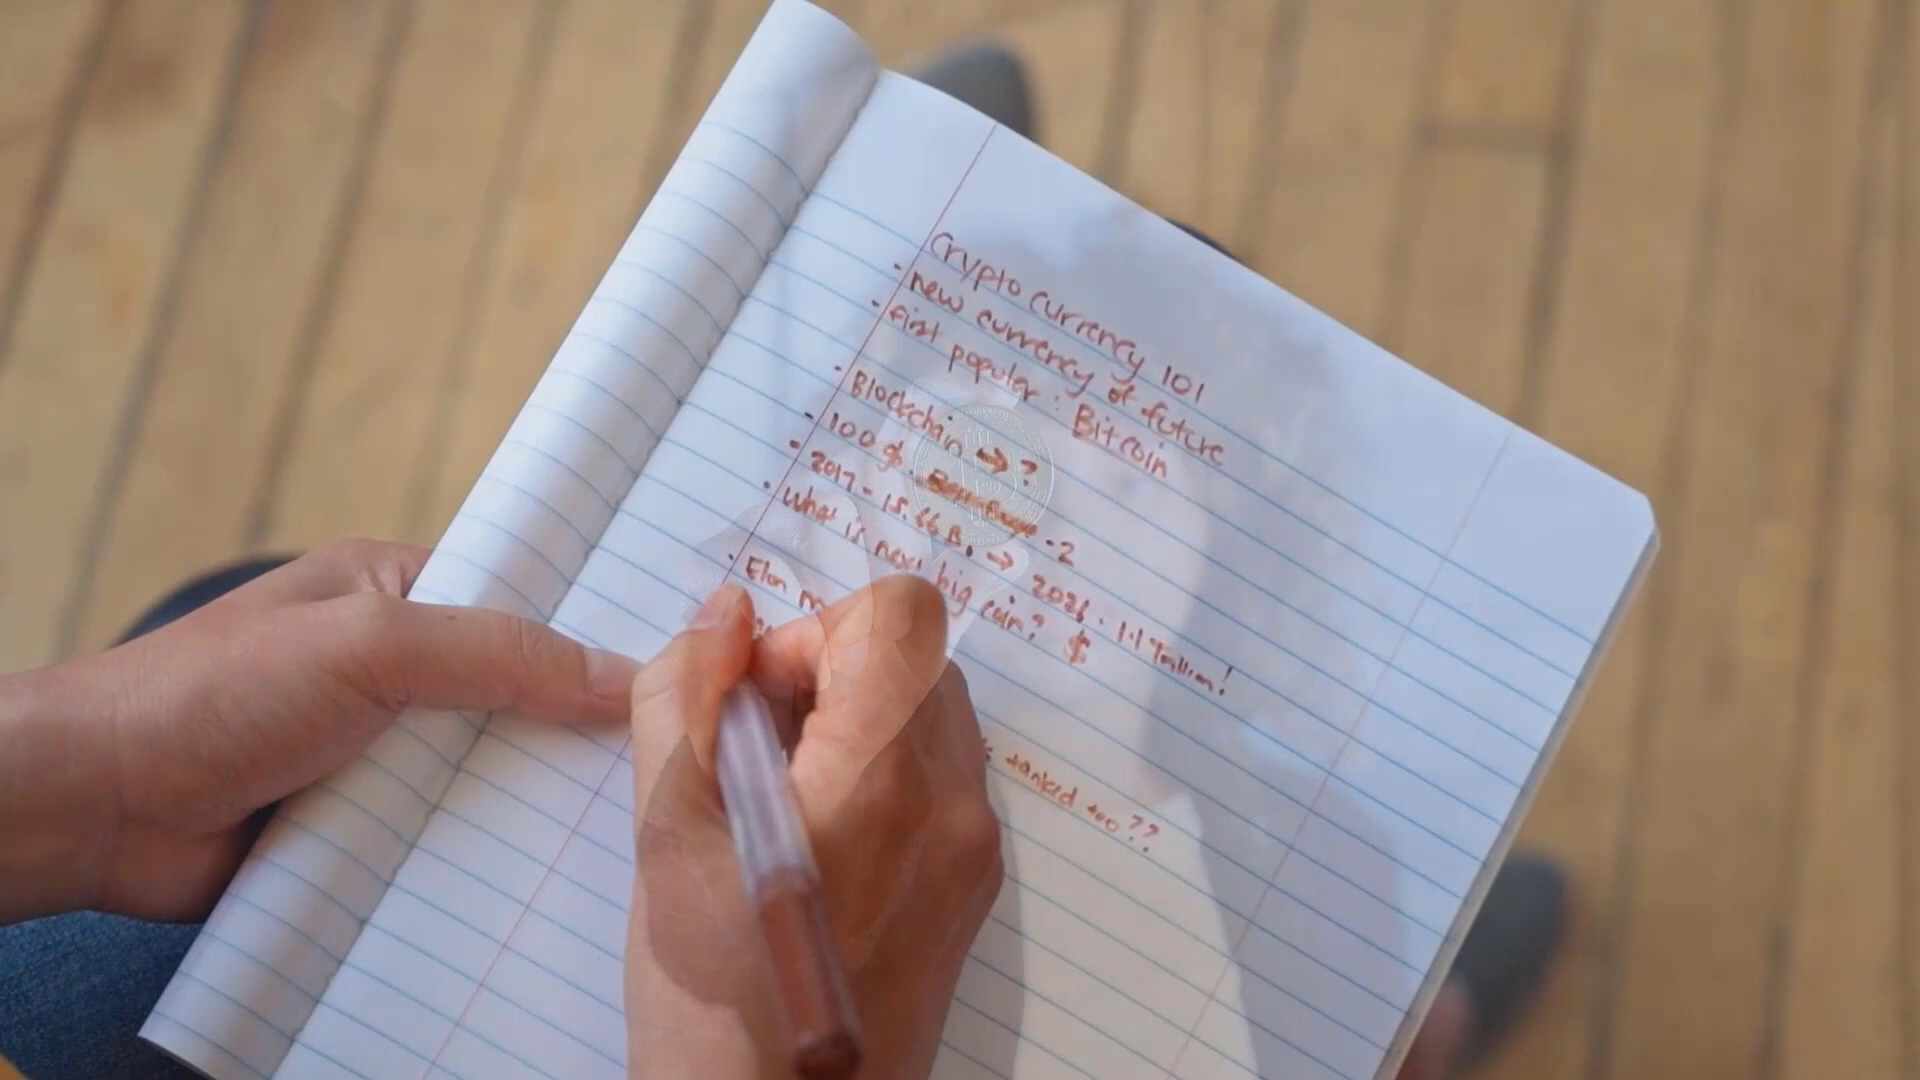 Crypto currency 101
· new currency of future
· first popular : Bitcoin
· Blockchain → ?
· 100 $ · 2
· 2017 - 15.66 B, → 2021 · 1.1 Trillion!
· What is next big coin? $
· Elon
tanked too ??